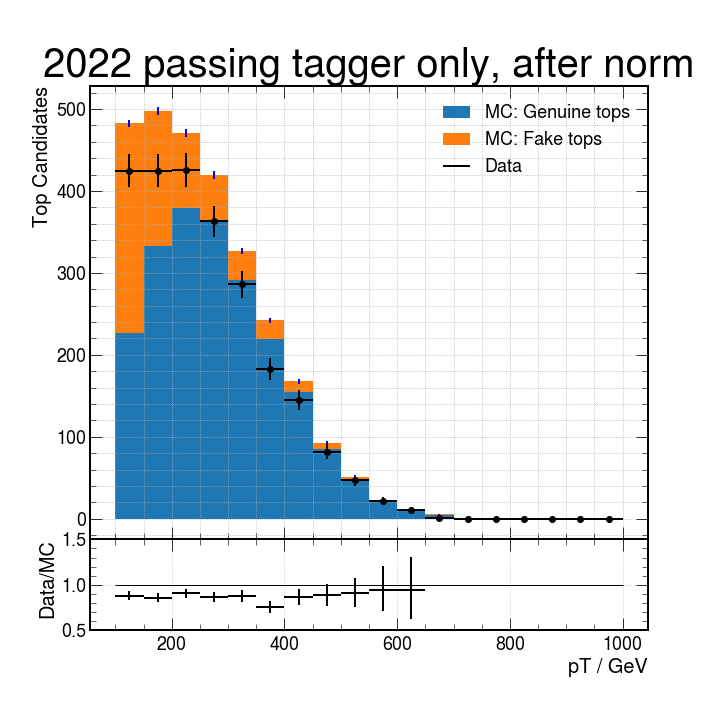 2022 passing tagger only, after norm
Top Candidates
500
400
300
200
100
0
MC: Genuine tops
MC: Fake tops
Data
Data/MC
1.5
1.0
0.5
200
400
600
800
1000
pT / GeV